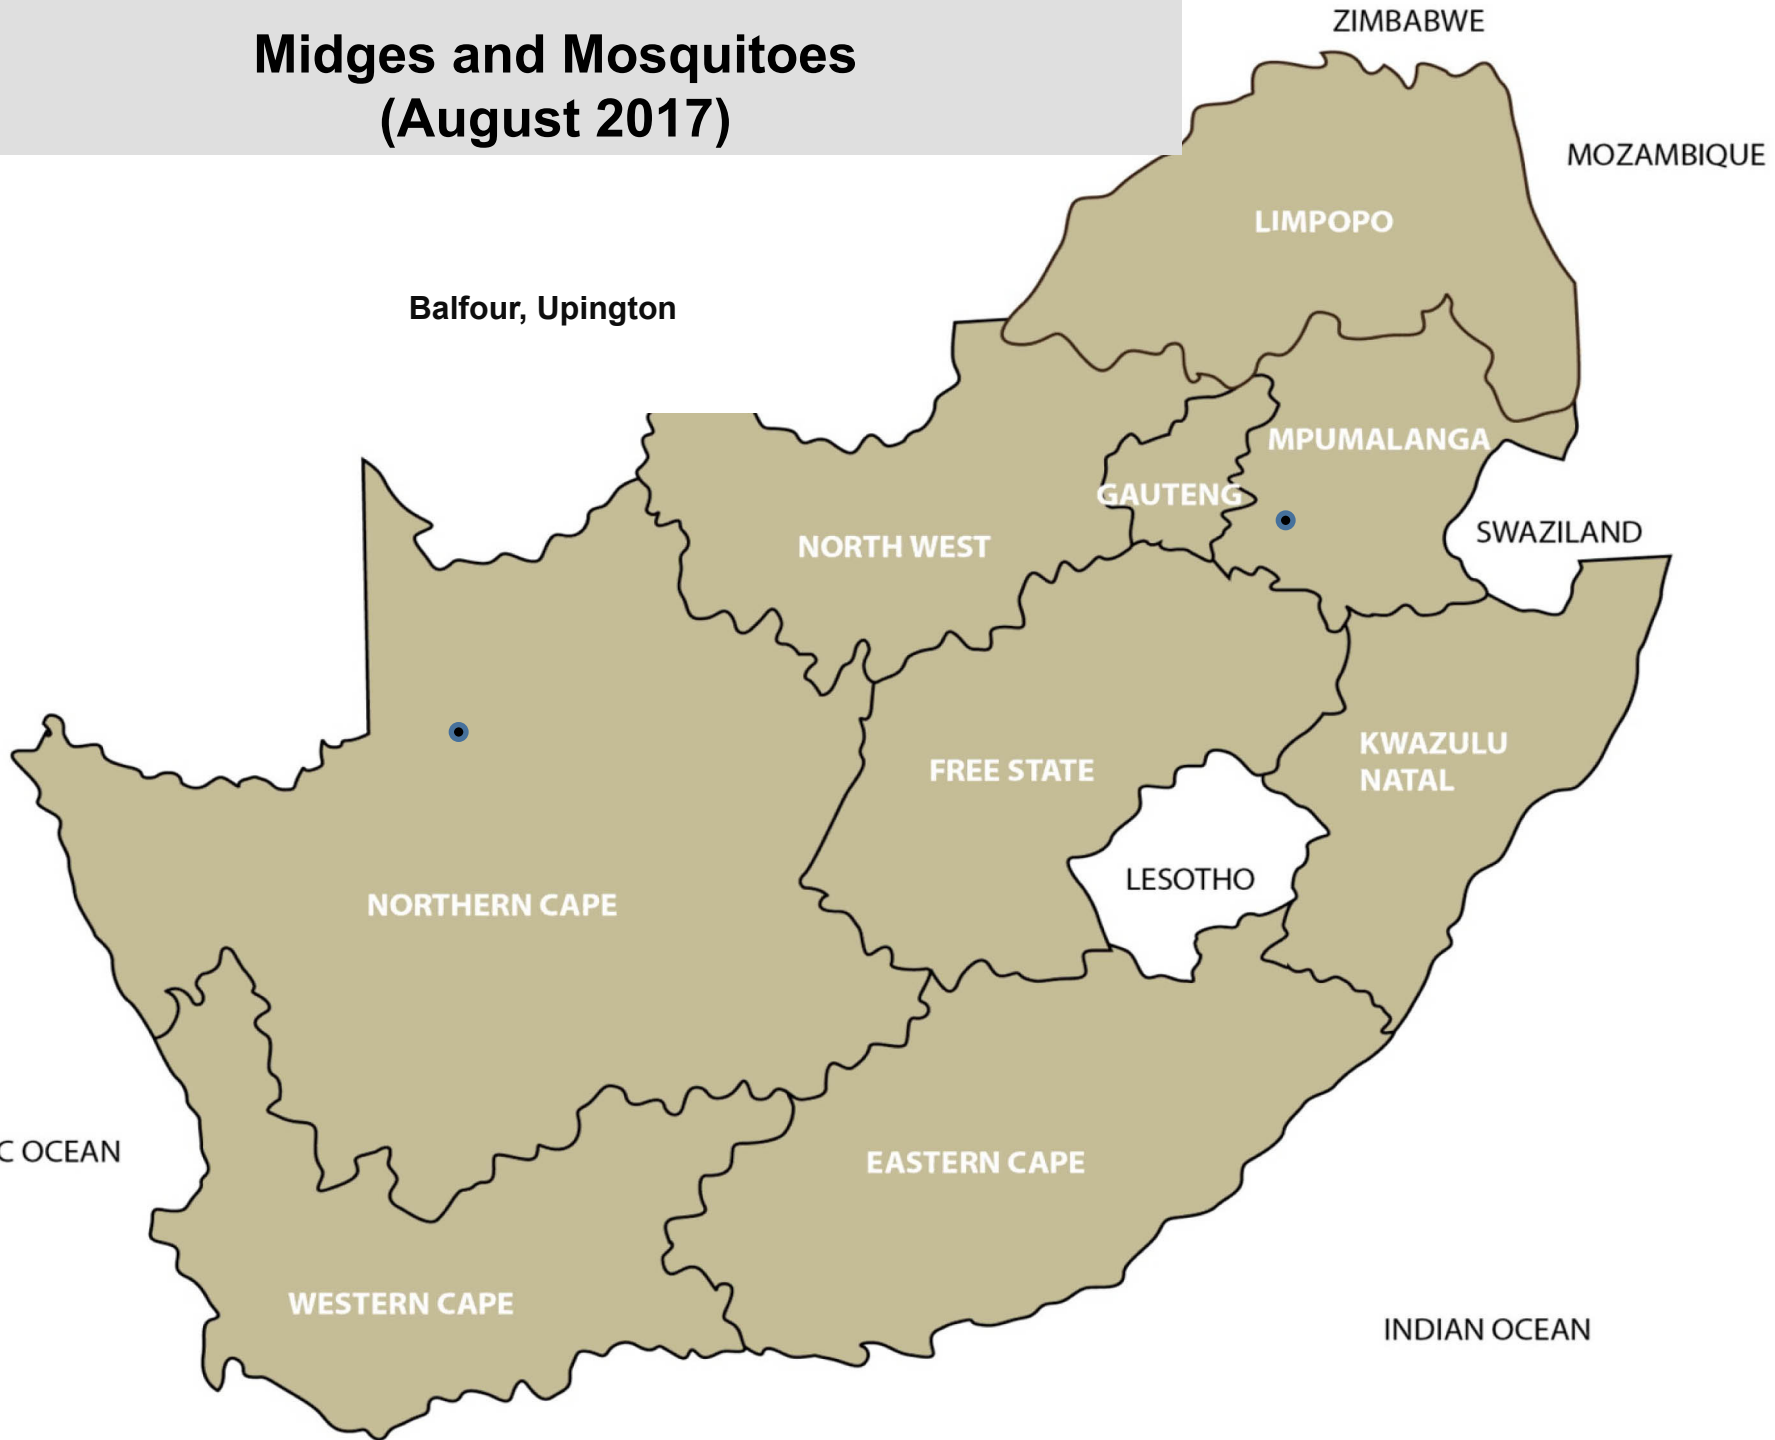 Midges and Mosquitoes
(August 2017)
ZIMBABWE
MOZAMBIQUE
LIMPOPO
Balfour, Upington
MPUMALANGA
GAUTENG
SWAZILAND
NORTH WEST
KWAZULU
NATAL
FREE STATE
LESOTHO
NORTHERN CAPE
C OCEAN
EASTERN CAPE
WESTERN CAPE
INDIAN OCEAN